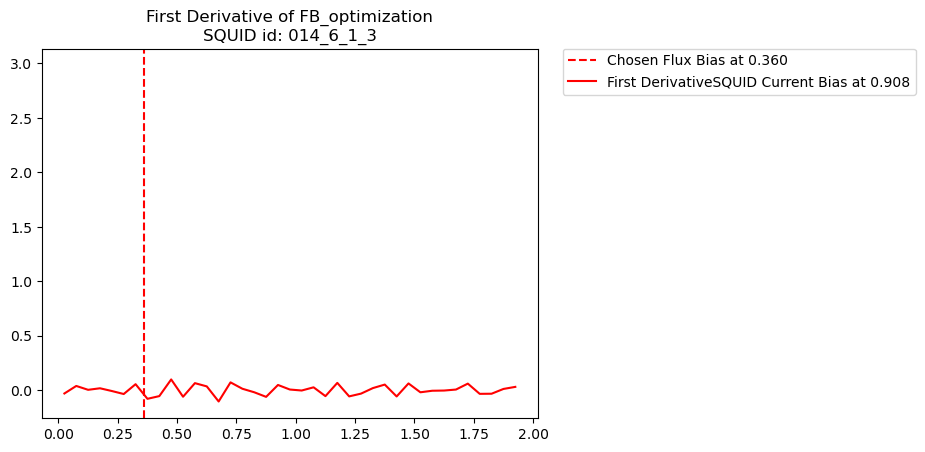 First Derivative of FB_optimization
SQUID id: 014_6_1_3
Chosen Flux Bias at 0.360
First DerivativeSQUID Current Bias at 0.908
3.0
2.5
2.0
1.5
1.0
0.5
0.0
0.00 0.25 0.50 0.75 1.00 1.25 1.50 1.75 2.00